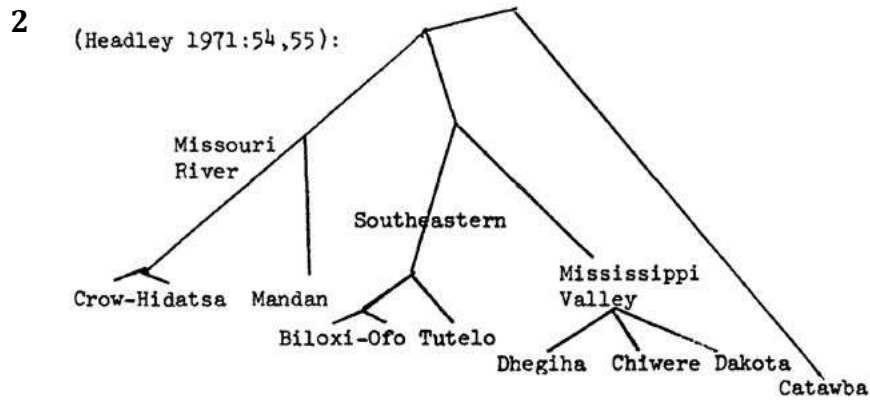 2
(Headley 1971:54,55):
Missouri
River
Southeastern
Mississippi
Valley
Crow-Hidatsa Mandan
Biloxi-Ofo Tutelo
Dhegiha Chiwere Dakota
Catawba